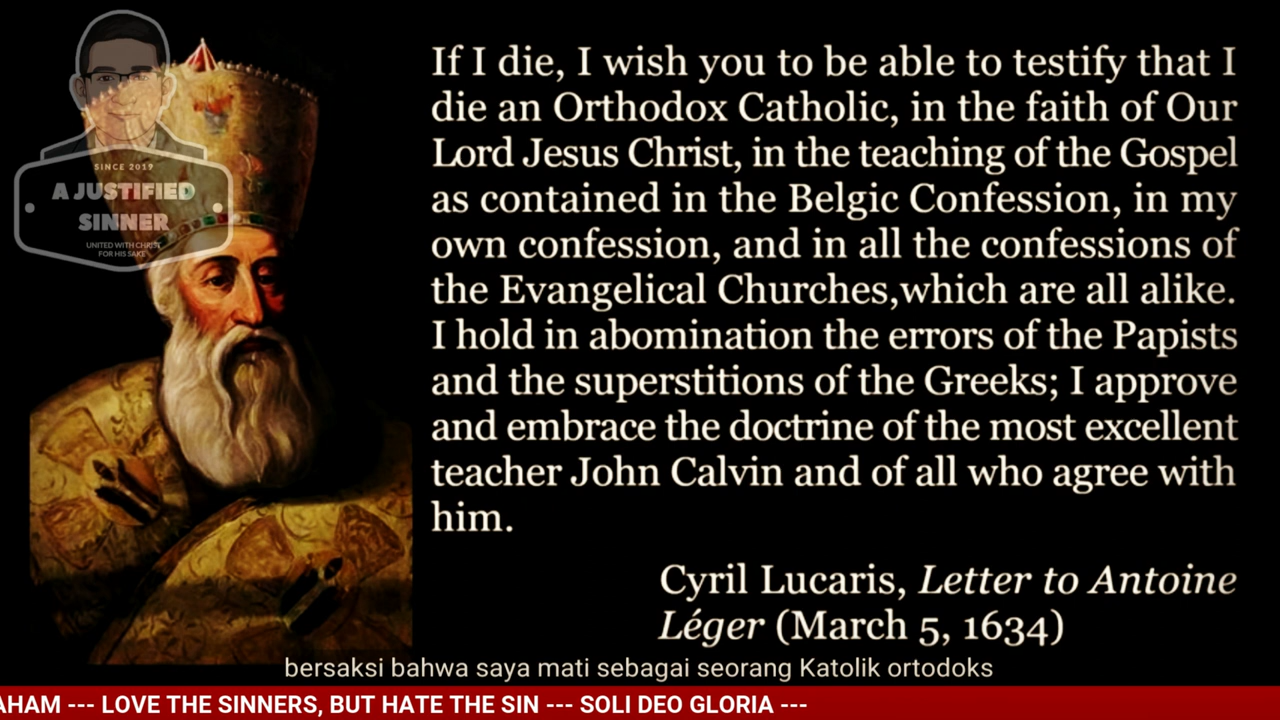 SINCE 2019
A JUSTIFIED
SINNER
UNITED WITH CHRIST
FOR HIS SAKE
If I die, I wish you to be able to testify that I
die an Orthodox Catholic, in the faith of Our
Lord Jesus Christ, in the teaching of the Gospel
as contained in the Belgic Confession, in my
own confession, and in all the confessions of
the Evangelical Churches,which are all alike.
I hold in abomination the errors of the Papists
and the superstitions of the Greeks; I approve
and embrace the doctrine of the most excellent
teacher John Calvin and of all who agree with
him.
Cyril Lucaris, Letter to Antoine
Léger (March 5, 1634)
bersaksi bahwa saya mati sebagai seorang Katolik ortodoks
AHAM --- LOVE THE SINNERS, BUT HATE THE SIN --- SOLI DEO GLORIA ---